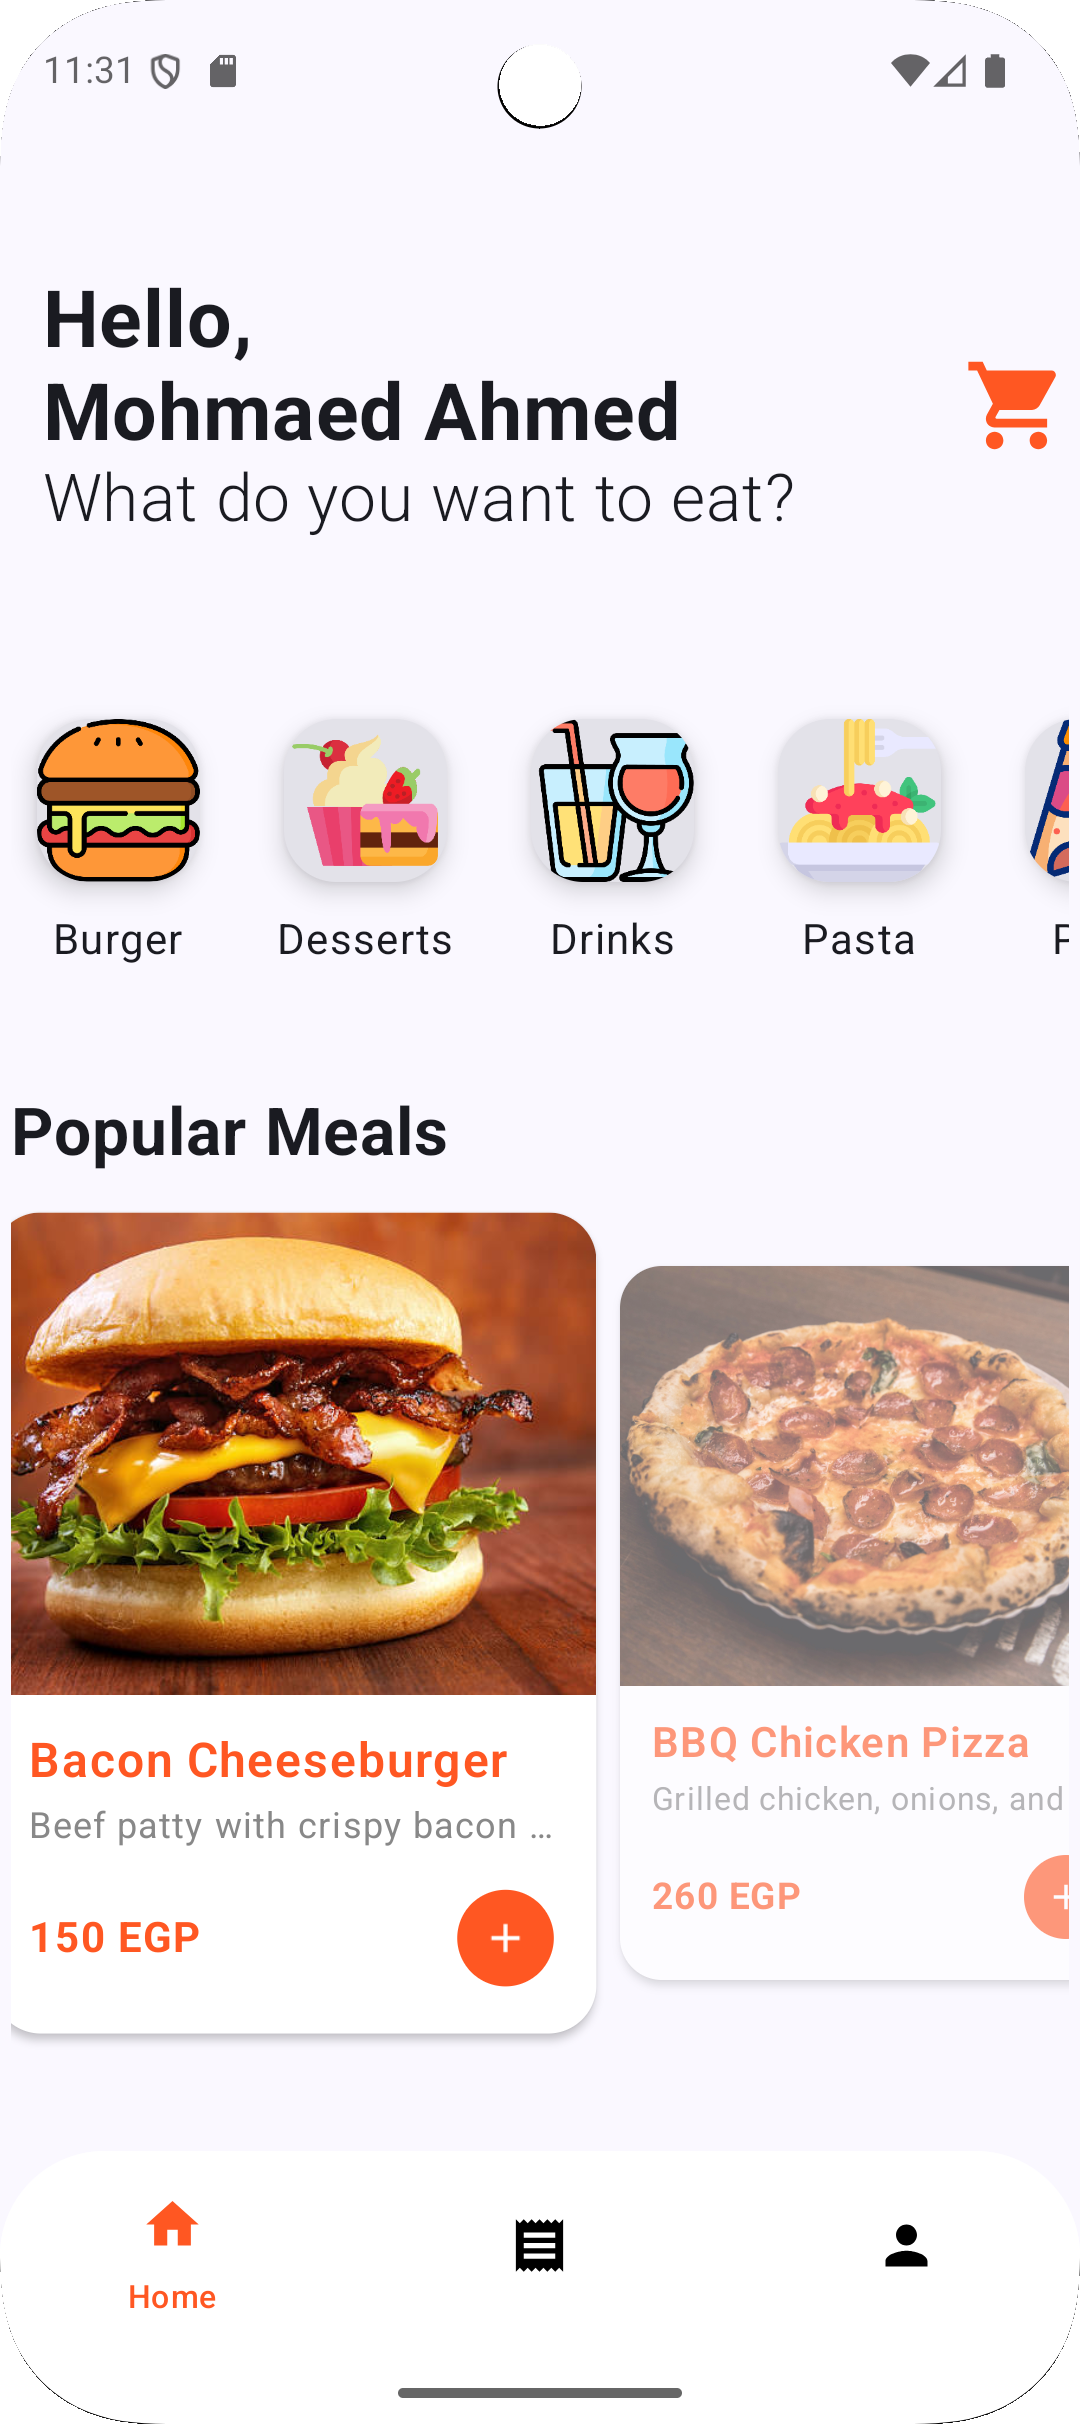 11:31
Hello,
Mohmaed Ahmed
What do you want to eat?
Burger
Desserts
Drinks
Pasta
Popular Meals
Bacon Cheeseburger
Beef patty with crispy bacon ...
150 EGP
+
BBQ Chicken Pizza
Grilled chicken, onions, and
260 EGP
+
Home